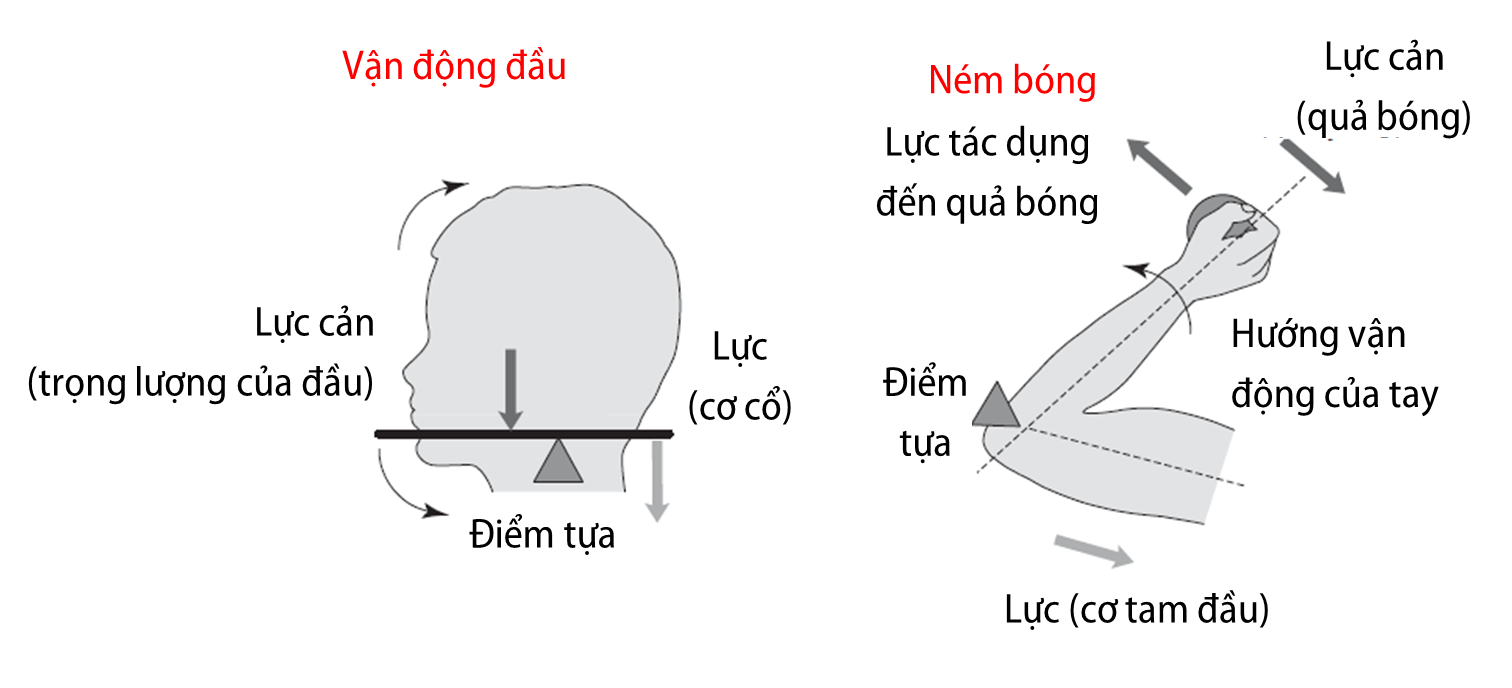 Vận động đầu
Lực cản
(trọng lượng của đầu)
Lực
(cơ cổ)
Điểm tựa
Ném bóng
Lực tác dụng
đến quả bóng
Lực cản
(quả bóng)
Hướng vận
động của tay
Điểm
tựa
Lực (cơ tam đầu)